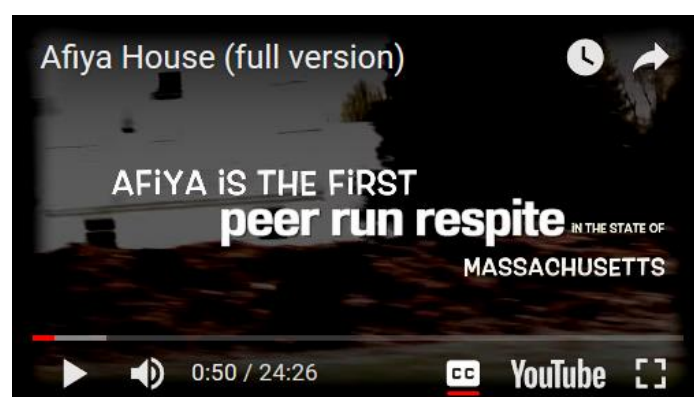 Afiya House (full version)
AFiYA iS THE FiRST
peer run respite IN THE STATE OF
MASSACHUSETTS
0:50 / 24:26
CC
YouTube